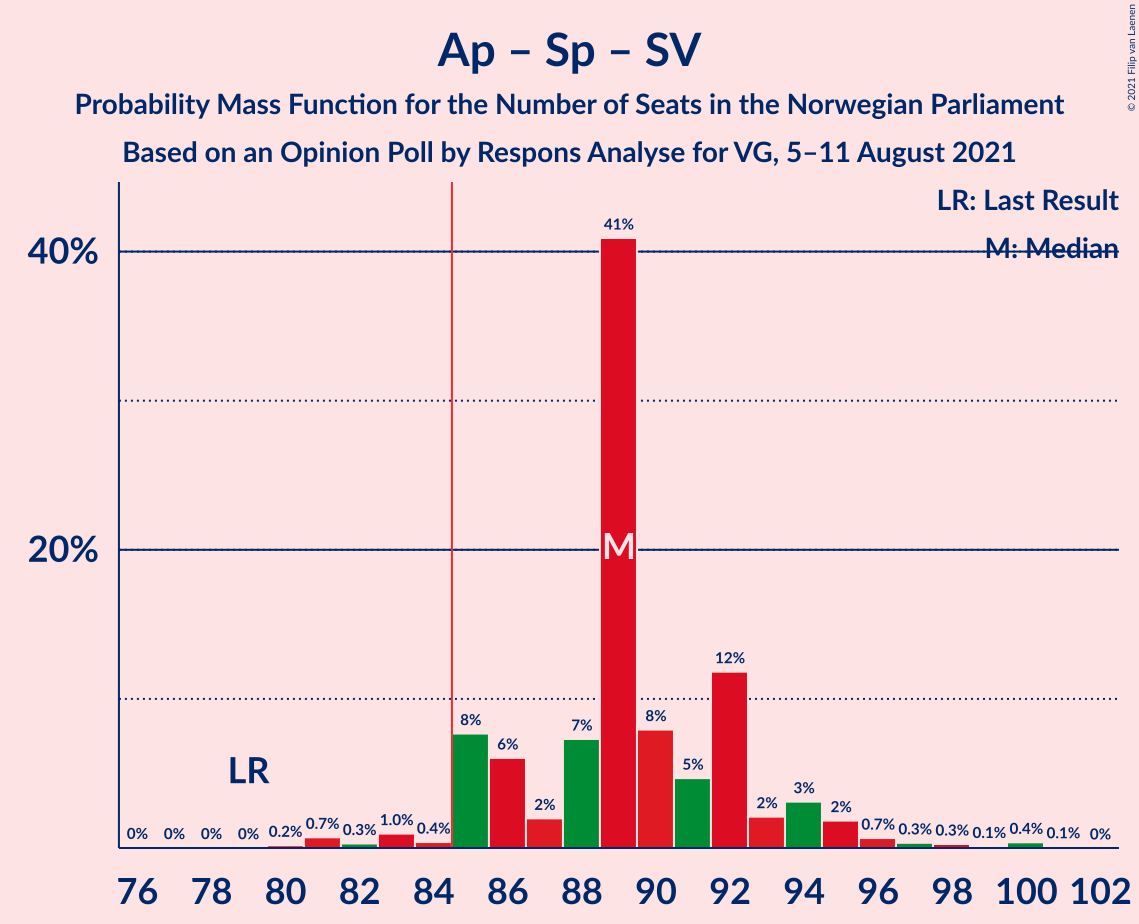 Ap – Sp – SV
Probability Mass Function for the Number of Seats in the Norwegian Parliament
Based on an Opinion Poll by Respons Analyse for VG, 5–11 August 2021
© 2021 Filip van Laenen
LR: Last Result
M: Median
40%
20%
41%
M
12%
8%
6%
2%
7%
8%
5%
2%
3%
2%
LR
0% 0% 0% 0% 0.2% 0.7% 0.3% 1.0% 0.4% 0.7% 0.3% 0.3% 0.1% 0.4% 0.1% 0%
76 78 80 82 84 86 88 90 92 94 96 98 100 102